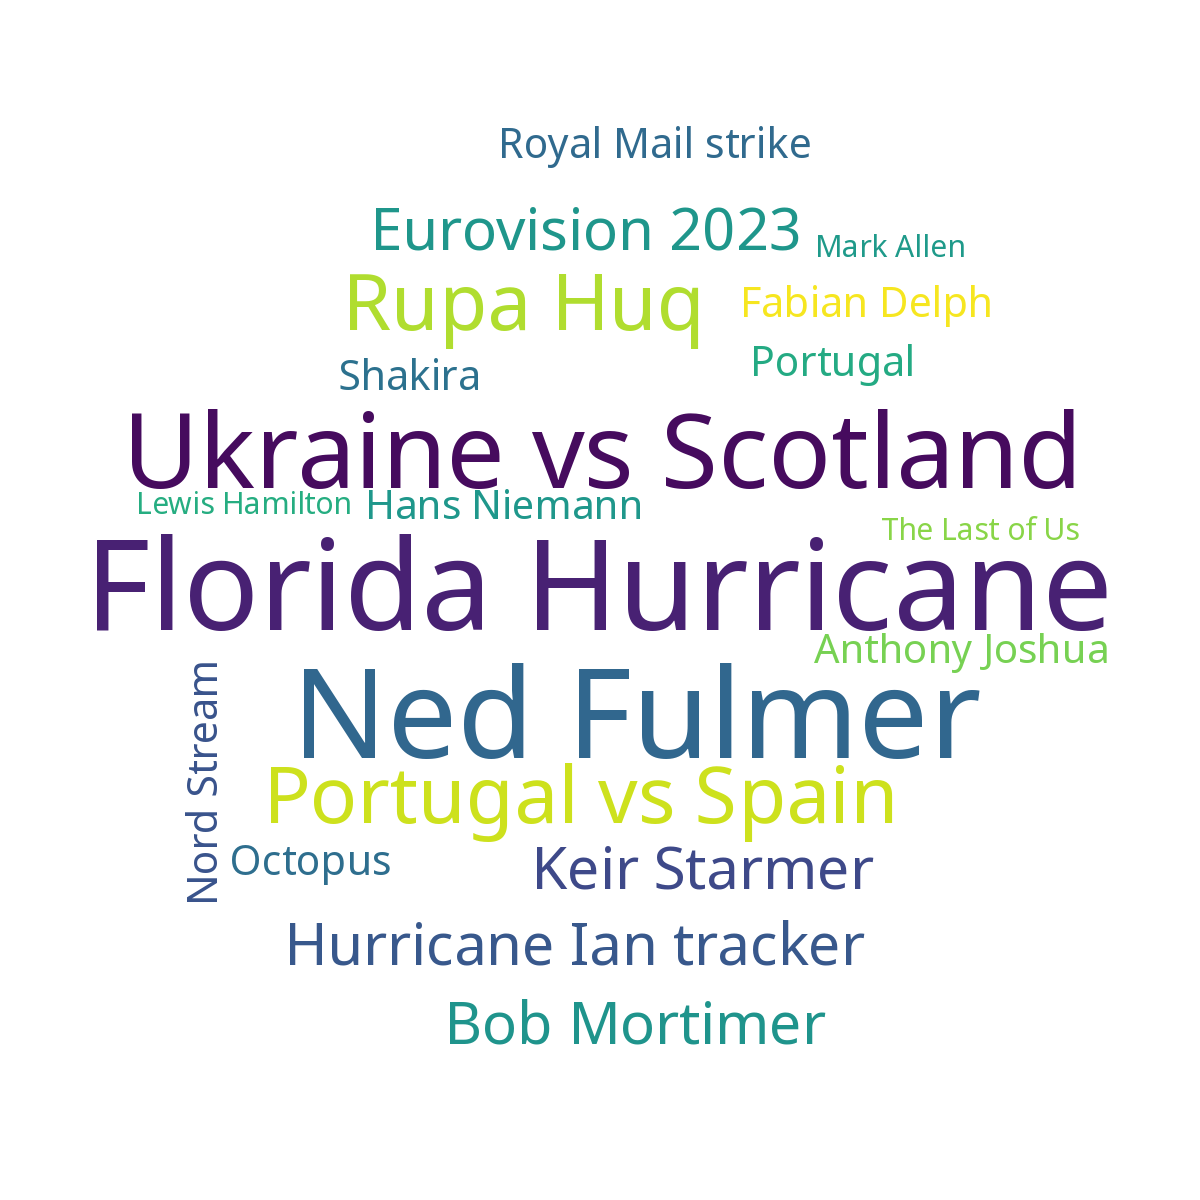 Royal Mail strike
Eurovision 2023
Mark Allen
Rupa Huq
Fabian Delph
Shakira
Portugal
Ukraine vs Scotland
Lewis Hamilton
Hans Niemann
The Last of Us
Florida Hurricane
Anthony Joshua
Ned Fulmer
Nord Stream
Portugal vs Spain
Octopus
Keir Starmer
Hurricane Ian tracker
Bob Mortimer